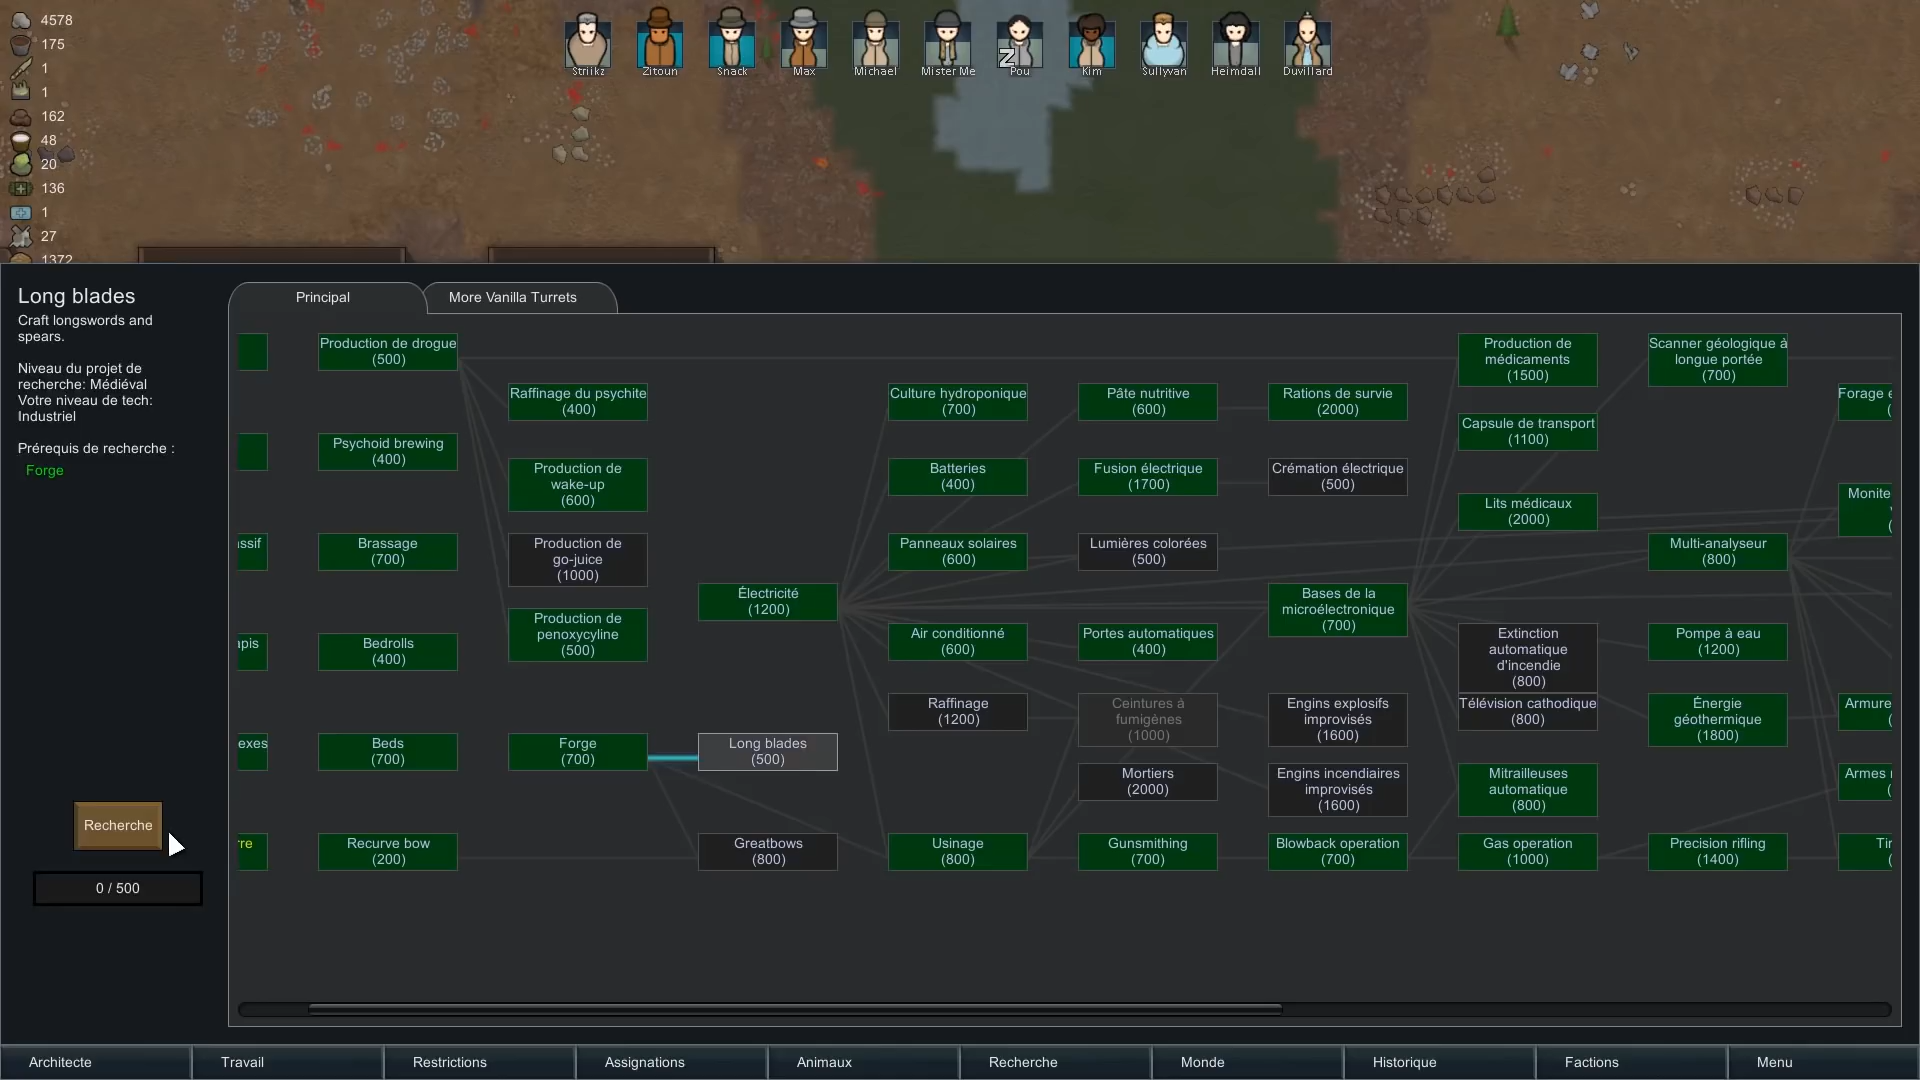 4578
175
1
1
162
48
20
136
1
27
1372
Striikz
Zitoun
Snack
Max
Michael
Mister Me
Z
Pou
Kim
Sullyvan
Heimdall
Duvillard
Long blades
Craft longswords and
spears.
Niveau du projet de
recherche: Médiéval
Votre niveau de tech:
Industriel
Prérequis de recherche :
Forge
Recherche
0 / 500
Principal
More Vanilla Turrets
assif
apis
exes
rre
Production de drogue
(500)
Psychoid brewing
(400)
Brassage
(700)
Bedrolls
(400)
Beds
(700)
Recurve bow
(200)
Raffinage du psychite
(400)
Production de
wake-up
(600)
Production de
go-juice
(1000)
Production de
penoxycyline
(500)
Forge
(700)
Électricité
(1200)
Long blades
(500)
Greatbows
(800)
Culture hydroponique
(700)
Batteries
(400)
Panneaux solaires
(600)
Air conditionné
(600)
Raffinage
(1200)
Usinage
(800)
Pâte nutritive
(600)
Fusion électrique
(1700)
Lumières colorées
(500)
Portes automatiques
(400)
Ceintures à
fumigènes
(1000)
Mortiers
(2000)
Gunsmithing
(700)
Rations de survie
(2000)
Crémation électrique
(500)
Bases de la
microélectronique
(700)
Engins explosifs
improvisés
(1600)
Engins incendiaires
improvisés
(1600)
Blowback operation
(700)
Production de
médicaments
(1500)
Capsule de transport
(1100)
Lits médicaux
(2000)
Extinction
automatique
d'incendie
(800)
Télévision cathodique
(800)
Mitrailleuses
automatique
(800)
Gas operation
(1000)
Scanner géologique à
longue portée
(700)
Multi-analyseur
(800)
Pompe à eau
(1200)
Énergie
géothermique
(1800)
Precision rifling
(1400)
Forage e
(
Monite
v
(
Armure
(
Armes
(
Tir
(
Architecte
Travail
Restrictions
Assignations
Animaux
Recherche
Monde
Historique
Factions
Menu